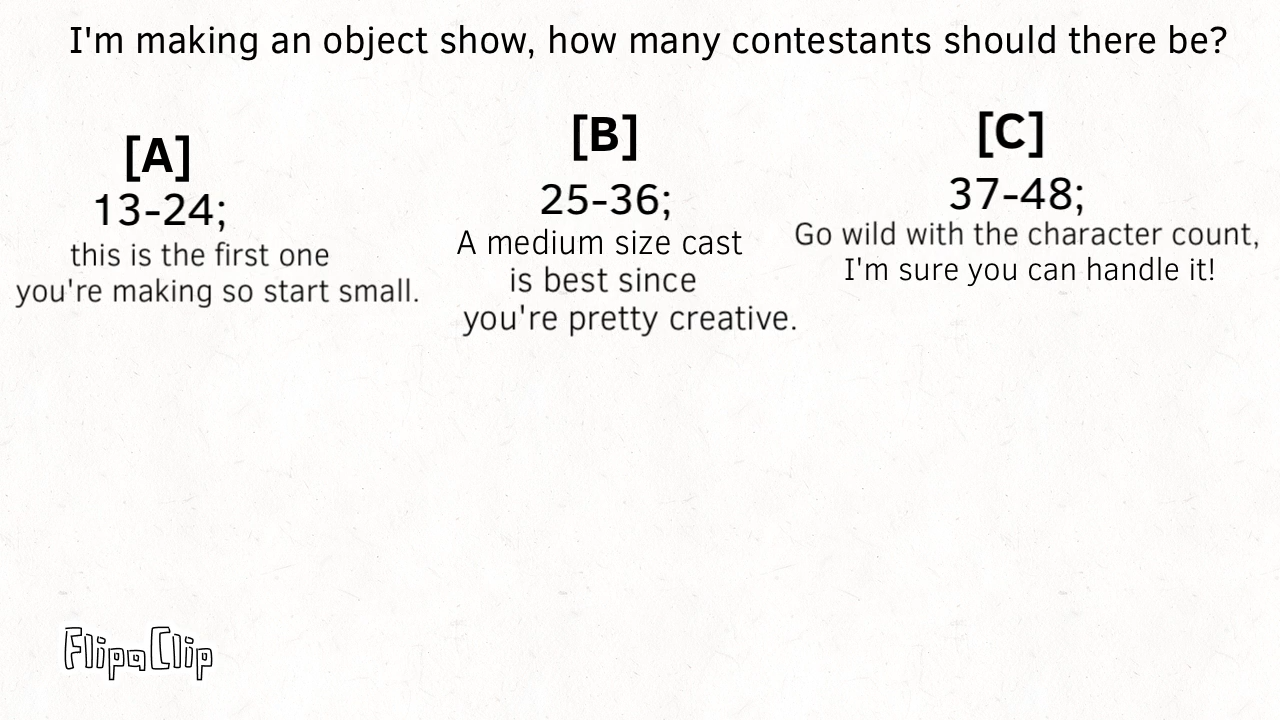 I'm making an object show, how many contestants should there be?
[A]
13-24;
this is the first one
you're making so start small.
[B]
25-36;
A medium size cast
is best since
you're pretty creative.
[C]
37-48;
Go wild with the character count,
I'm sure you can handle it!
FlipaClip